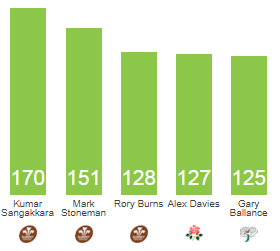 170 151 128 127 125
Kumar Mark Rory Burns Alex Davies Gary
Sangakkara Stoneman Ballance